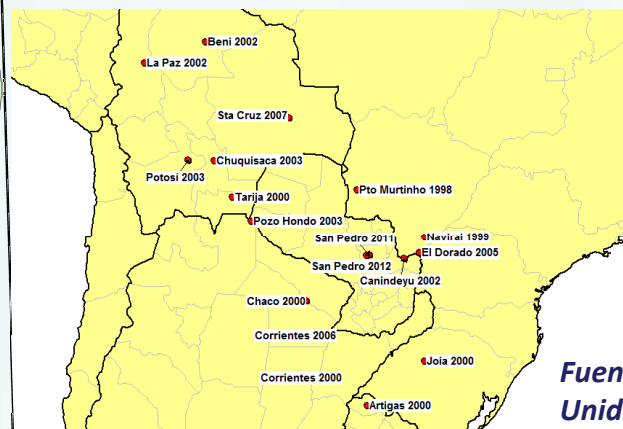 Beni 2002
La Paz 2002
Sta Cruz 2007
Chuquisaca 2003
Potosí 2003
Tarija 2000
Pto Murtinho 1998
Pozo Hondo 2003
San Pedro 2011
Navirai 1999
El Dorado 2005
San Pedro 2012
Canindeyu 2002
Chaco 2000
Corrientes 2006
Corrientes 2000
Joia 2000
Artigas 2000
Fuen
Unid